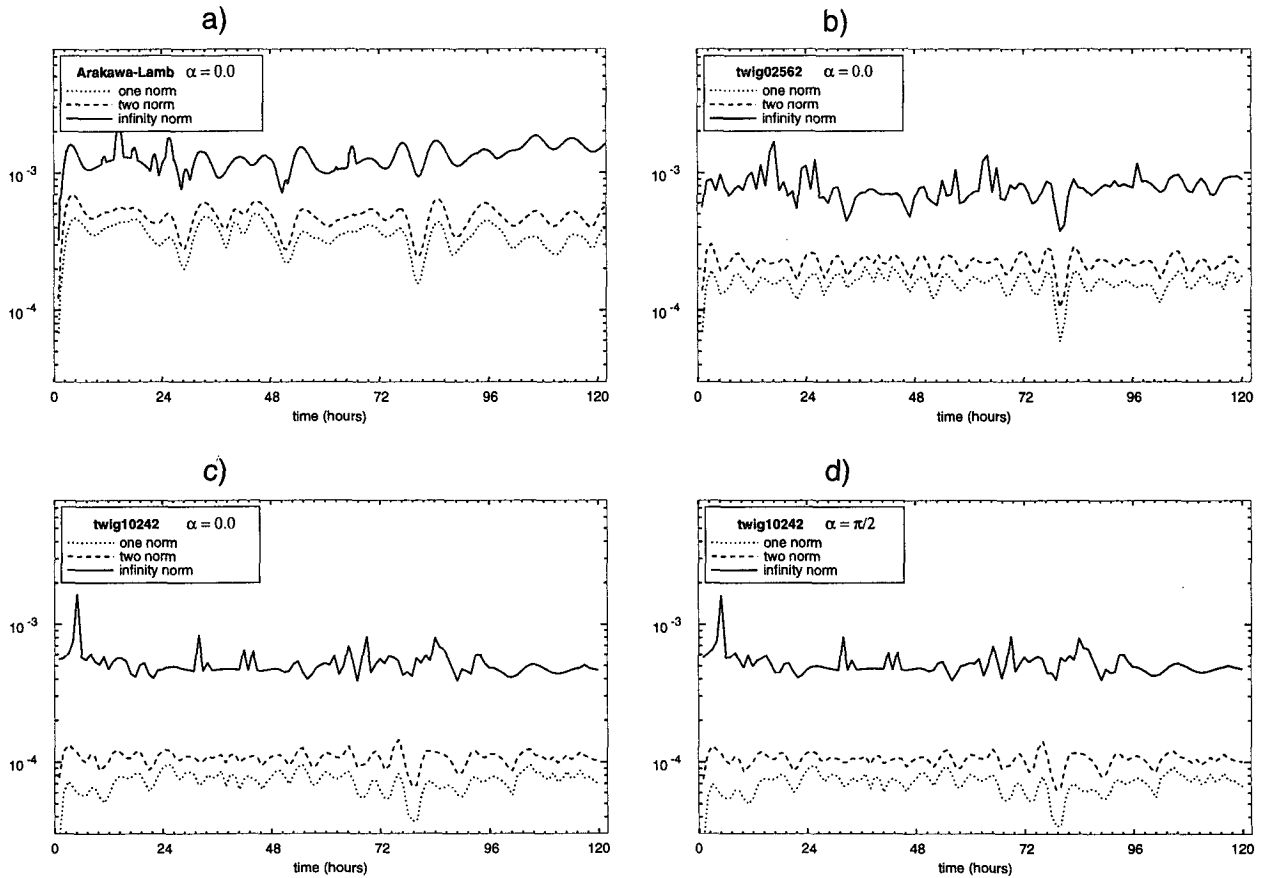 a)
Arakawa-Lamb α = 0.0
one norm
two norm
infinity norm
10⁻³
10⁻⁴
0 24 48 72 96 120
time (hours)
b)
twig02562 α = 0.0
one norm
two norm
infinity norm
10⁻³
10⁻⁴
0 24 48 72 96 120
time (hours)
c)
twig10242 α = 0.0
one norm
two norm
infinity norm
10⁻³
10⁻⁴
0 24 48 72 96 120
time (hours)
d)
twig10242 α = π/2
one norm
two norm
infinity norm
10⁻³
10⁻⁴
0 24 48 72 96 120
time (hours)